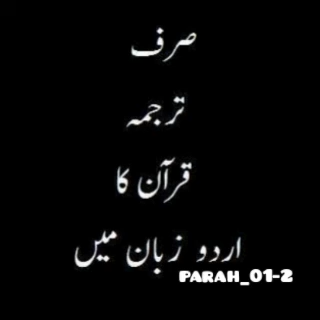 صرف
ترجمہ
قرآن کا
اردو زبان میں
PARAH_01-2